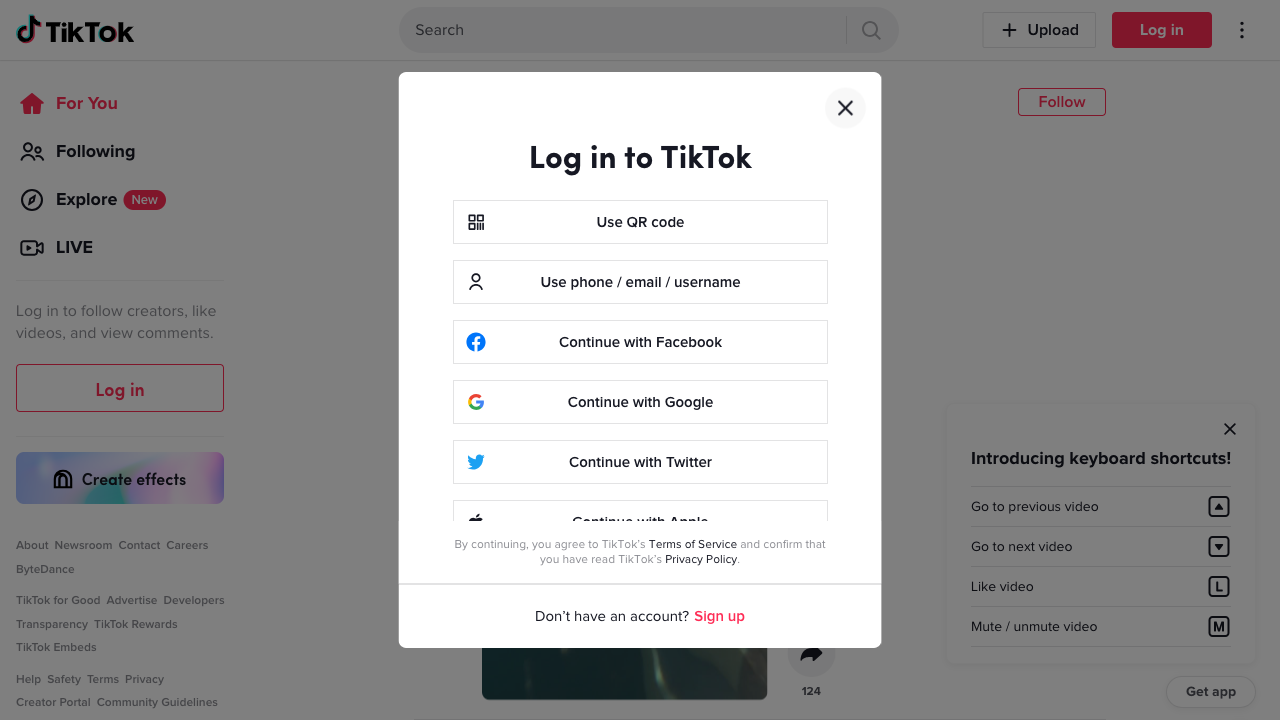 TikTok
Search
Upload
Log in
For You
Following
Explore New
LIVE
Log in to follow creators, like
videos, and view comments.
Log in
Create effects
About Newsroom Contact Careers
ByteDance
TikTok for Good Advertise Developers
Transparency TikTok Rewards
TikTok Embeds
Help Safety Terms Privacy
Creator Portal Community Guidelines
Log in to TikTok
Use QR code
Use phone / email / username
Continue with Facebook
Continue with Google
Continue with Twitter
Continue with Apple
By continuing, you agree to TikTok's Terms of Service and confirm that
you have read TikTok's Privacy Policy.
Don't have an account? Sign up
Follow
124
Introducing keyboard shortcuts!
Go to previous video
Go to next video
Like video L
Mute / unmute video M
Get app